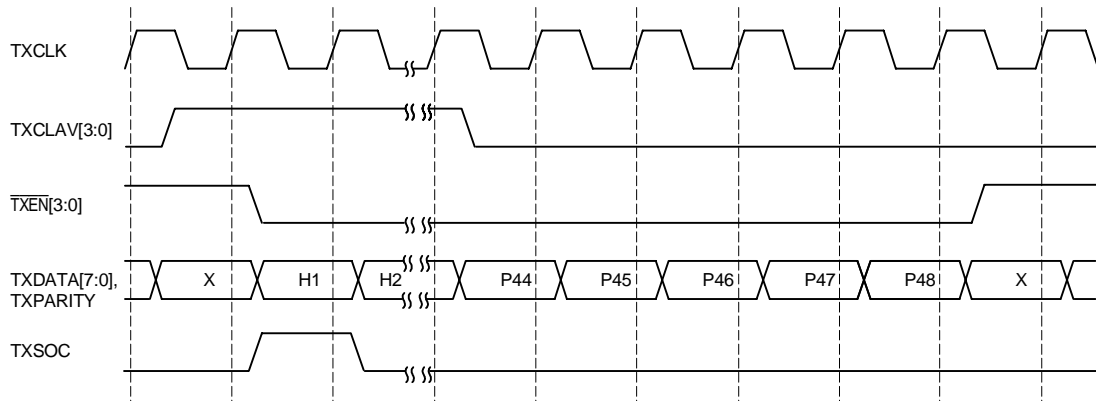 TXCLK
TXCLAV[3:0]
TXEN[3:0]
TXDATA[7:0],
TXPARITY
X H1 H2 P44 P45 P46 P47 P48 X
TXSOC